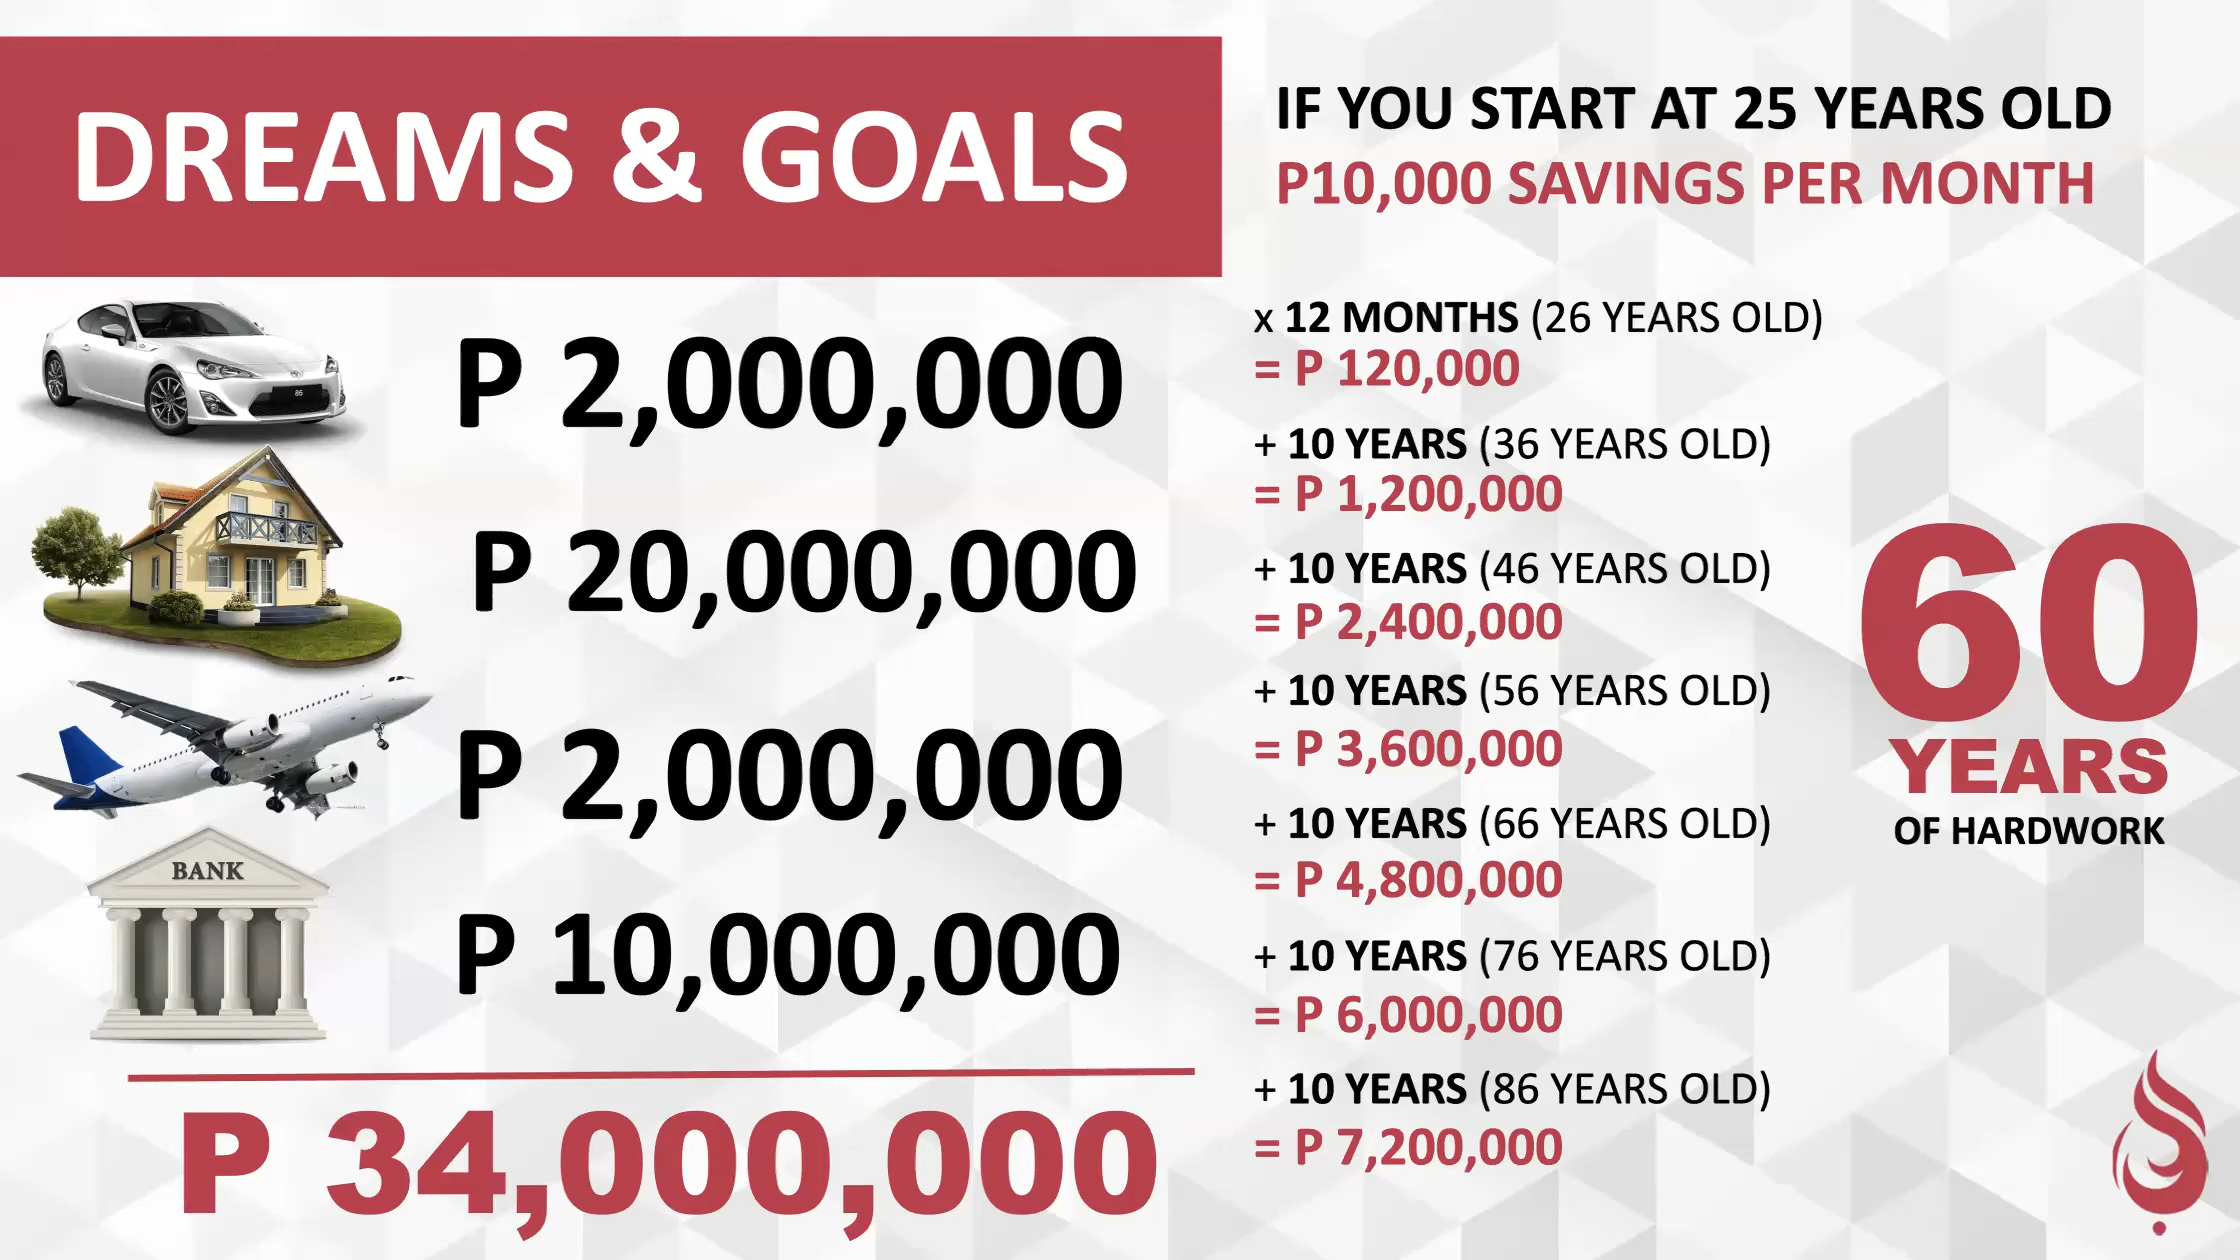 DREAMS & GOALS
P 2,000,000
P 20,000,000
P 2,000,000
BANK
P 10,000,000
P 34,000,000
IF YOU START AT 25 YEARS OLD
P10,000 SAVINGS PER MONTH
x 12 MONTHS (26 YEARS OLD)
= P 120,000
+ 10 YEARS (36 YEARS OLD)
= P 1,200,000
+ 10 YEARS (46 YEARS OLD)
= P 2,400,000
+ 10 YEARS (56 YEARS OLD)
= P 3,600,000
+ 10 YEARS (66 YEARS OLD)
= P 4,800,000
+ 10 YEARS (76 YEARS OLD)
= P 6,000,000
+ 10 YEARS (86 YEARS OLD)
= P 7,200,000
60
YEARS
OF HARDWORK
86